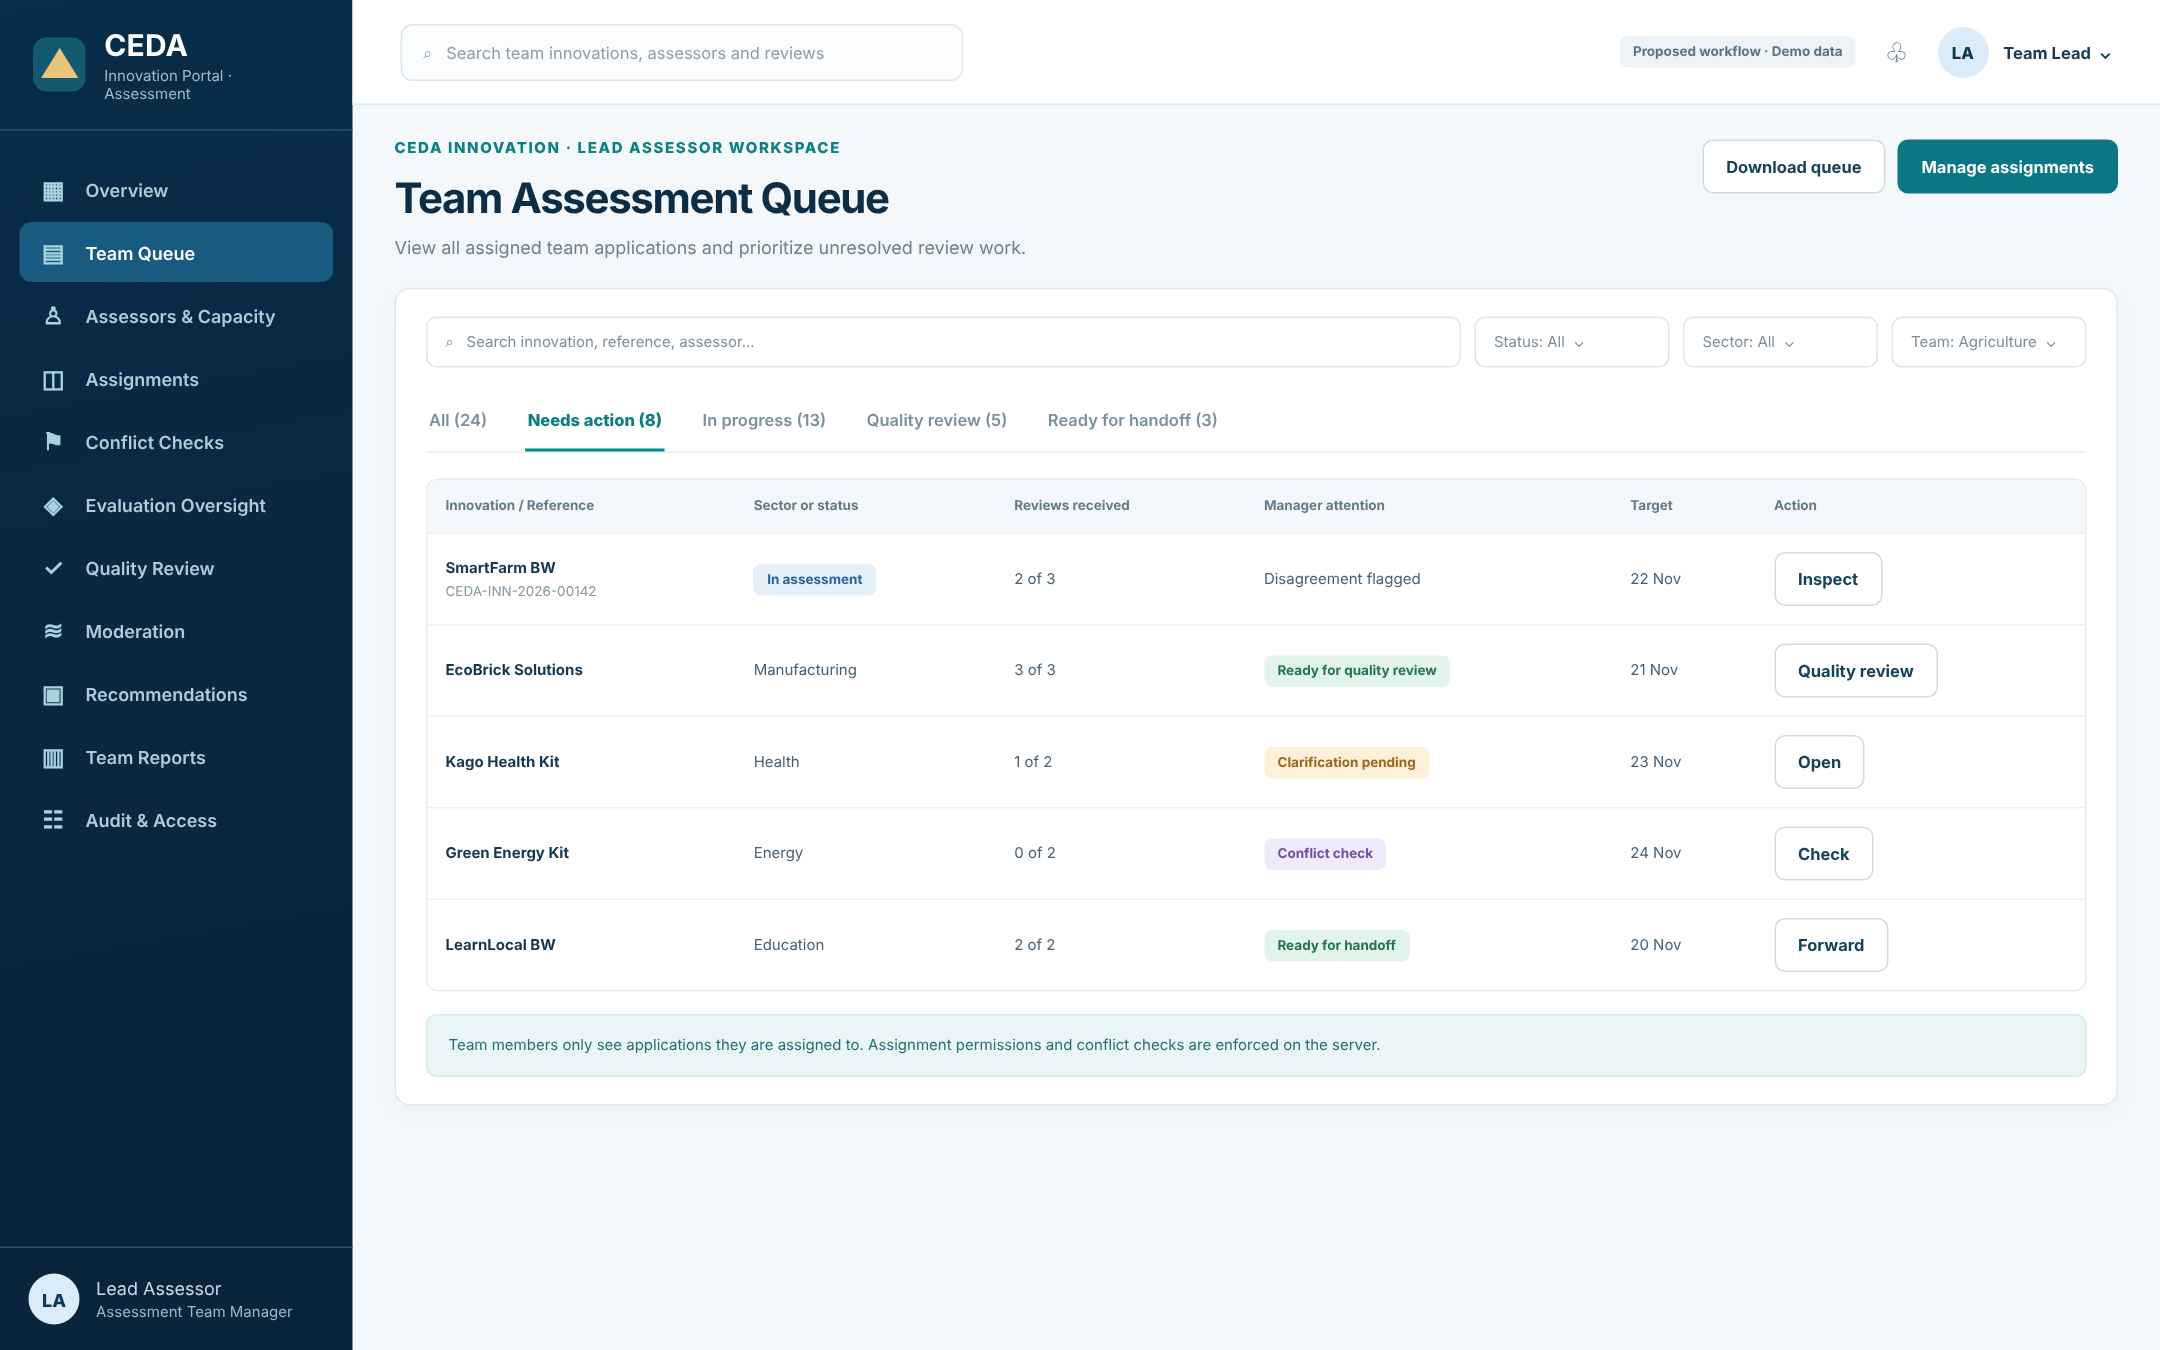 CEDA
Innovation Portal ·
Assessment
Overview
Team Queue
Assessors & Capacity
Assignments
Conflict Checks
Evaluation Oversight
Quality Review
Moderation
Recommendations
Team Reports
Audit & Access
LA
Lead Assessor
Assessment Team Manager
Search team innovations, assessors and reviews
Proposed workflow · Demo data
LA
Team Lead
CEDA INNOVATION · LEAD ASSESSOR WORKSPACE
Team Assessment Queue
View all assigned team applications and prioritize unresolved review work.
Download queue
Manage assignments
Search innovation, reference, assessor...
Status: All
Sector: All
Team: Agriculture
All (24)
Needs action (8)
In progress (13)
Quality review (5)
Ready for handoff (3)
Innovation / Reference
Sector or status
Reviews received
Manager attention
Target
Action
SmartFarm BW
CEDA-INN-2026-00142
In assessment
2 of 3
Disagreement flagged
22 Nov
Inspect
EcoBrick Solutions
Manufacturing
3 of 3
Ready for quality review
21 Nov
Quality review
Kago Health Kit
Health
1 of 2
Clarification pending
23 Nov
Open
Green Energy Kit
Energy
0 of 2
Conflict check
24 Nov
Check
LearnLocal BW
Education
2 of 2
Ready for handoff
20 Nov
Forward
Team members only see applications they are assigned to. Assignment permissions and conflict checks are enforced on the server.